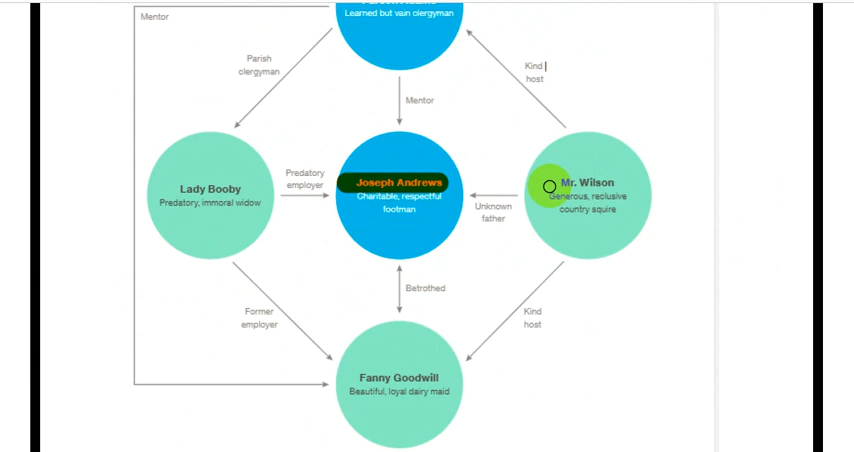 Learned but vain clergyman
Mentor
Parish
clergyman
Kind
host
Mentor
Lady Booby
Predatory, immoral widow
Predatory
employer
Joseph Andrews
Charitable, respectful
footman
Unknown
father
Mr. Wilson
Generous, reclusive
country squire
Betrothed
Former
employer
Kind
host
Fanny Goodwill
Beautiful, loyal dairy maid